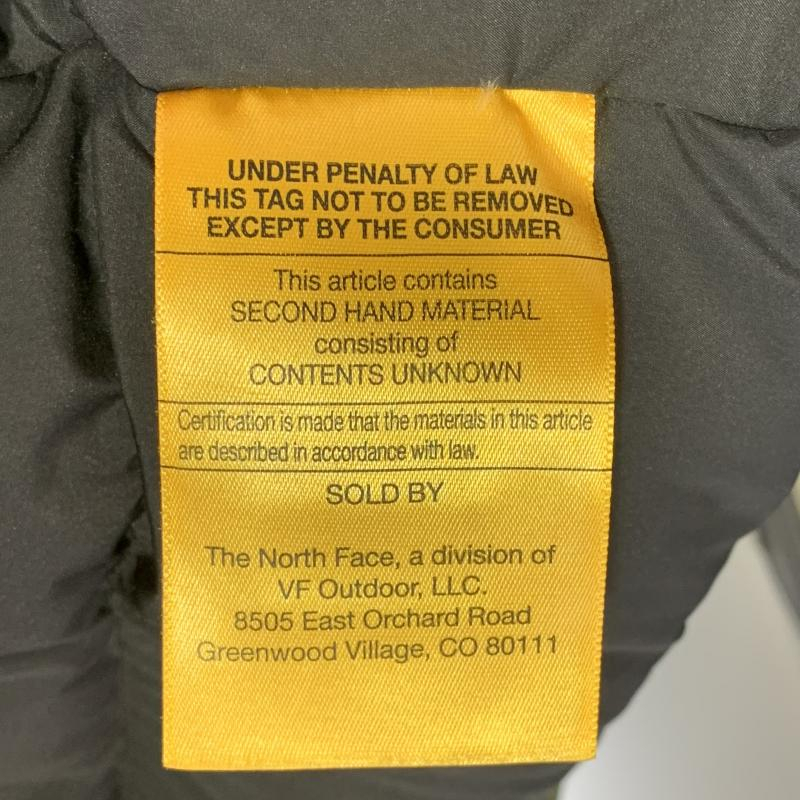 UNDER PENALTY OF LAW
THIS TAG NOT TO BE REMOVED
EXCEPT BY THE CONSUMER
This article contains
SECOND HAND MATERIAL
consisting of
CONTENTS UNKNOWN
Certification is made that the materials in this article
are described in accordance with law.
SOLD BY
The North Face, a division of
VF Outdoor, LLC.
8505 East Orchard Road
Greenwood Village, CO 80111